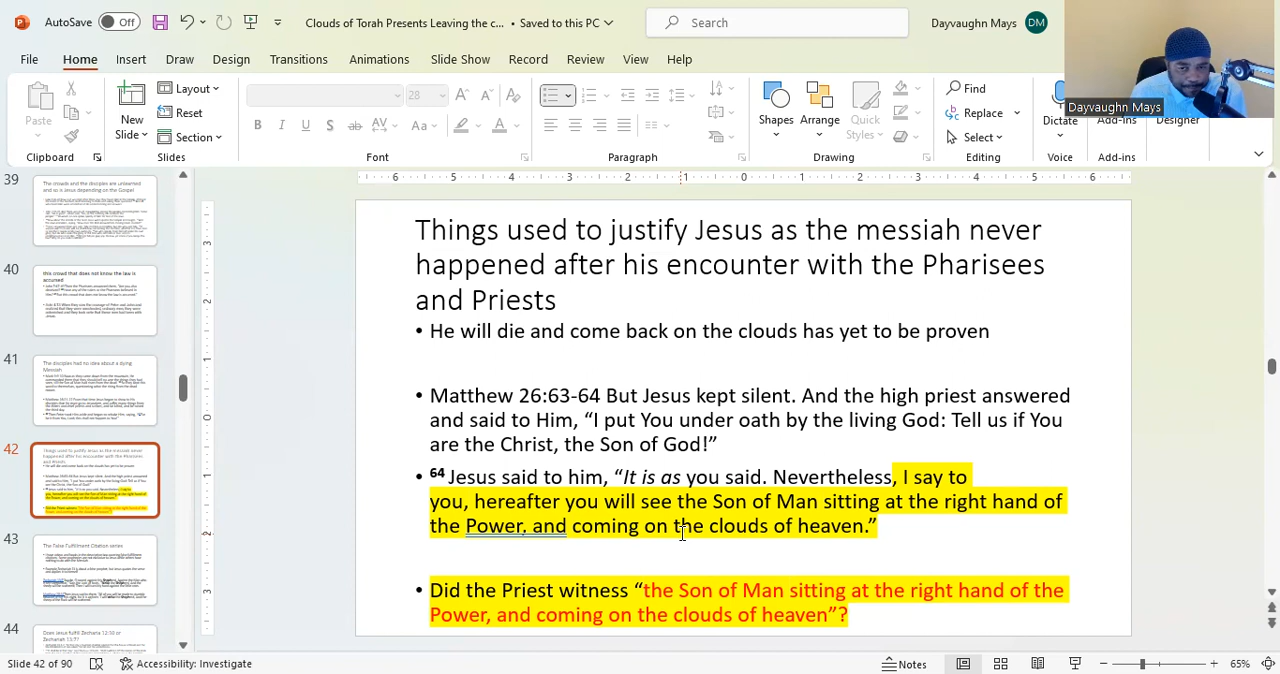 AutoSave Off
Clouds of Torah Presents Leaving the c... • Saved to this PC
Search
Dayvaughn Mays DM
File Home Insert Draw Design Transitions Animations Slide Show Record Review View Help
Dayvaughn Mays
Paste
New Slide
Layout
Reset
Section
28
Shapes Arrange Quick Styles
Find
Replace
Select
Dictate Add-ins Designer
Clipboard Slides Font Paragraph Drawing Editing Voice Add-ins
39
40
41
42
43
44
Things used to justify Jesus as the messiah never
happened after his encounter with the Pharisees
and Priests
• He will die and come back on the clouds has yet to be proven
• Matthew 26:63-64 But Jesus kept silent. And the high priest answered
and said to Him, “I put You under oath by the living God: Tell us if You
are the Christ, the Son of God!”
• 64 Jesus said to him, “It is as you said. Nevertheless, I say to
you, hereafter you will see the Son of Man sitting at the right hand of
the Power, and coming on the clouds of heaven.”
• Did the Priest witness “the Son of Man sitting at the right hand of the
Power, and coming on the clouds of heaven”?
Slide 42 of 90 Accessibility: Investigate Notes 65%